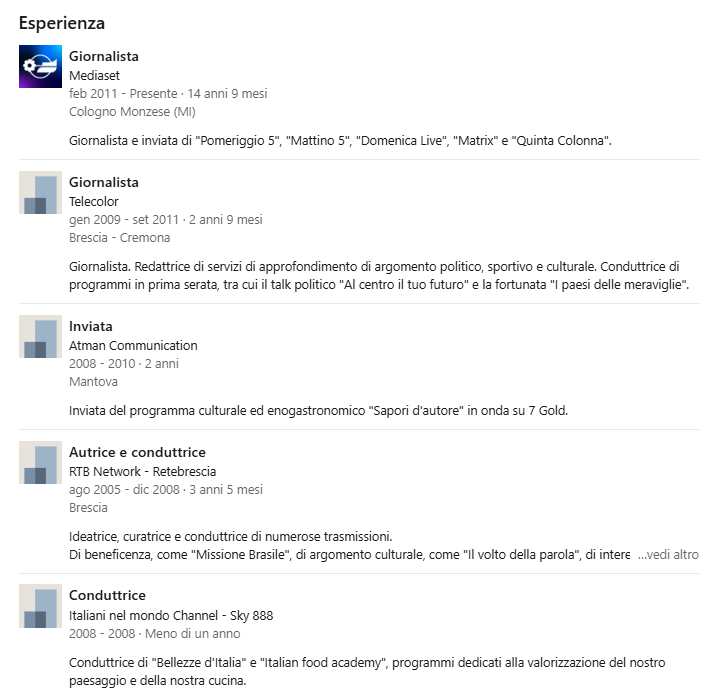 Esperienza
Giornalista
Mediaset
feb 2011 - Presente · 14 anni 9 mesi
Cologno Monzese (MI)
Giornalista e inviata di "Pomeriggio 5", "Mattino 5", "Domenica Live", "Matrix" e "Quinta Colonna".
Giornalista
Telecolor
gen 2009 - set 2011 · 2 anni 9 mesi
Brescia - Cremona
Giornalista. Redattrice di servizi di approfondimento di argomento politico, sportivo e culturale. Conduttrice di
programmi in prima serata, tra cui il talk politico "Al centro il tuo futuro" e la fortunata "I paesi delle meraviglie".
Inviata
Atman Communication
2008 - 2010 · 2 anni
Mantova
Inviata del programma culturale ed enogastronomico "Sapori d'autore" in onda su 7 Gold.
Autrice e conduttrice
RTB Network - Retebrescia
ago 2005 - dic 2008 · 3 anni 5 mesi
Brescia
Ideatrice, curatrice e conduttrice di numerose trasmissioni.
Di beneficenza, come "Missione Brasile", di argomento culturale, come "Il volto della parola", di intere ...vedi altro
Conduttrice
Italiani nel mondo Channel - Sky 888
2008 - 2008 · Meno di un anno
Conduttrice di "Bellezze d'Italia" e "Italian food academy", programmi dedicati alla valorizzazione del nostro
paesaggio e della nostra cucina.